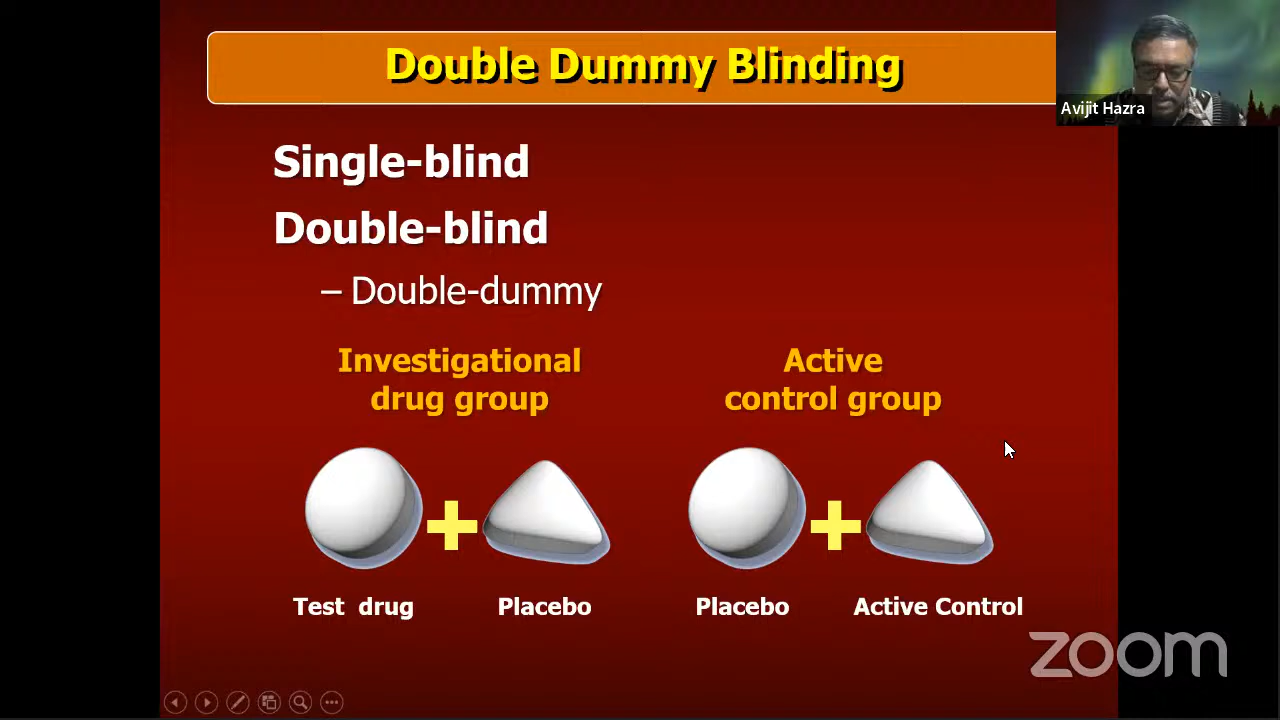 Double Dummy Blinding
Avijit Hazra
Single-blind
Double-blind
– Double-dummy
Investigational
drug group
Active
control group
Test drug
Placebo
Placebo
Active Control
zoom